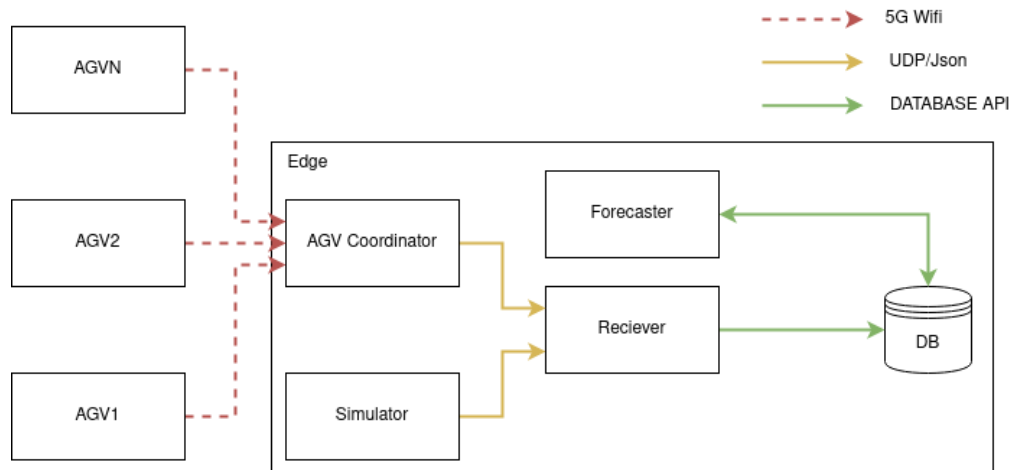 5G Wifi
AGVN
UDP/Json
DATABASE API
Edge
Forecaster
AGV2
AGV Coordinator
Reciever
DB
AGV1
Simulator